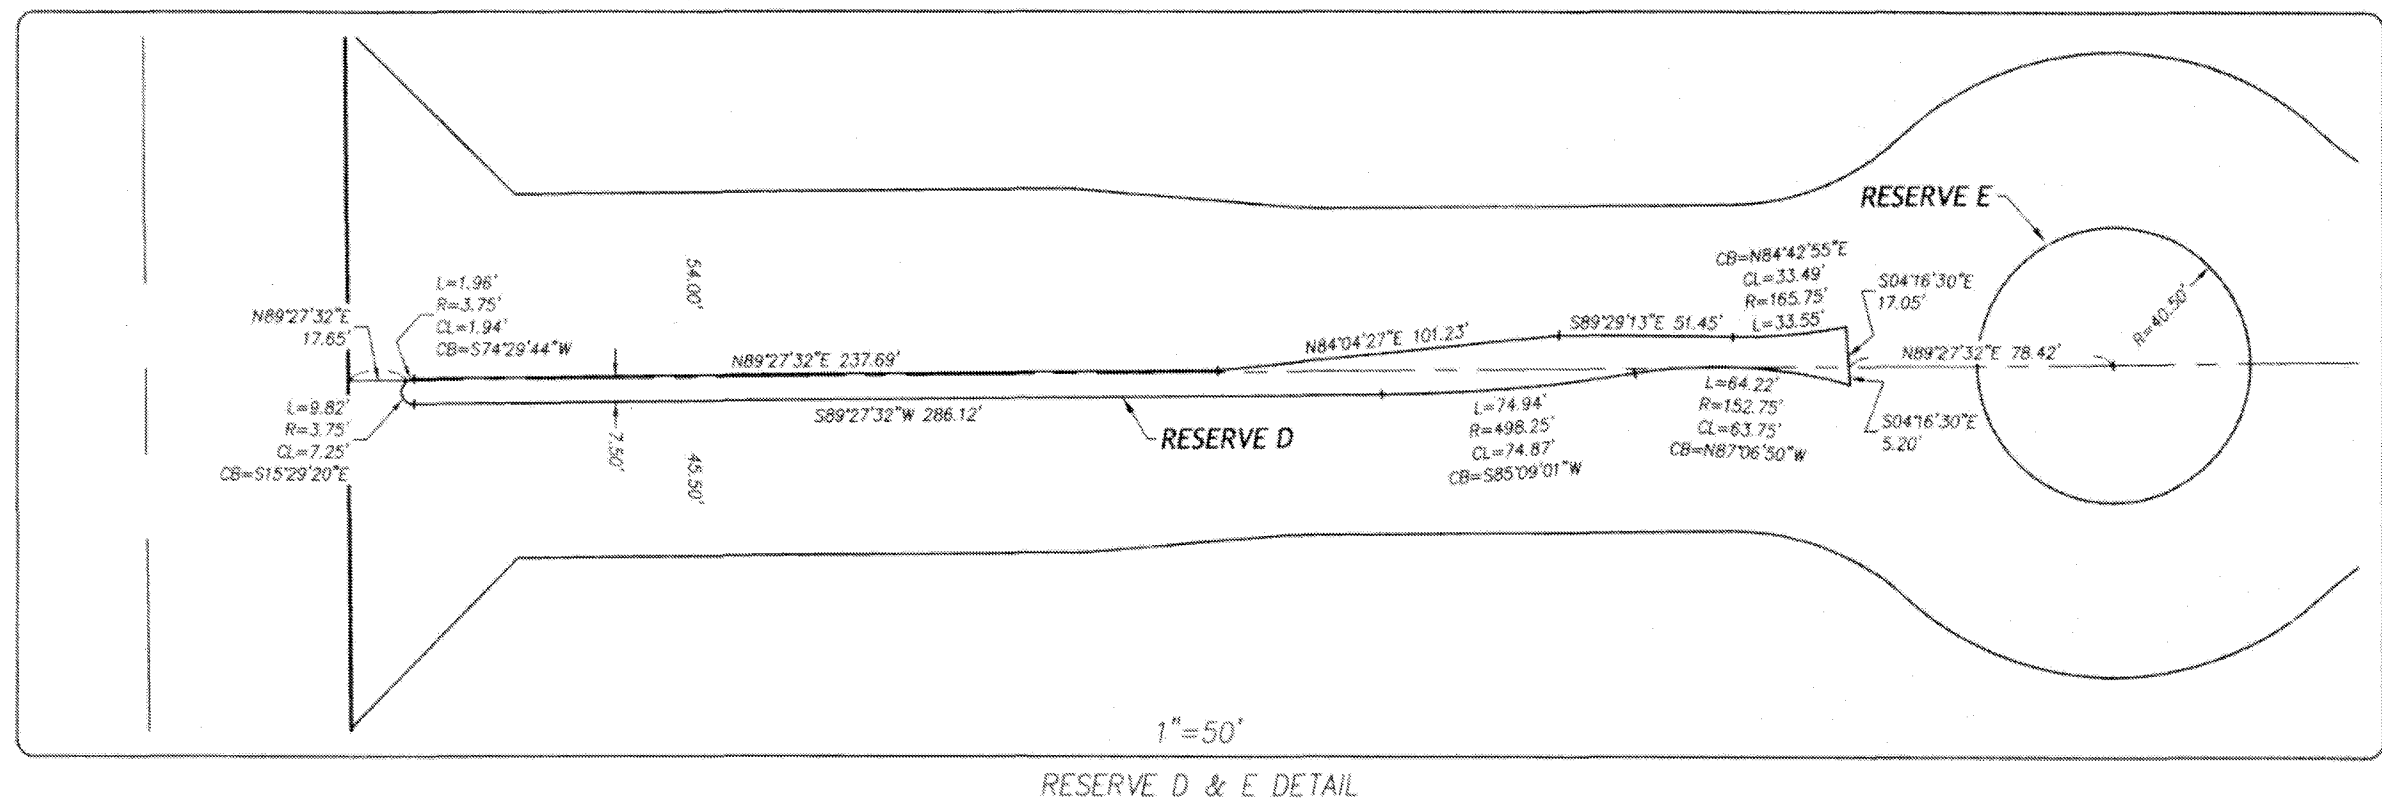 RESERVE E
R=40.50'
CB=N84°42'55"E
CL=33.49'
R=165.75'
L=33.55'
S04°16'30"E
17.05'
54.00'
L=1.96'
R=3.75'
CL=1.94'
CB=S74°29'44"W
N89°27'32"E
17.65'
N89°27'32"E 237.69'
N84°04'27"E 101.23'
S89°29'13"E 51.45'
N89°27'32"E 78.42'
L=9.82'
R=3.75'
CL=7.25'
CB=S15°29'20"E
S89°27'32"W 286.12'
7.50'
45.50'
RESERVE D
L=74.94'
R=498.25'
CL=74.87'
CB=S85°09'01"W
L=64.22'
R=152.75'
CL=63.75'
CB=N87°06'50"W
S04°16'30"E
5.20'
1"=50'
RESERVE D & E DETAIL